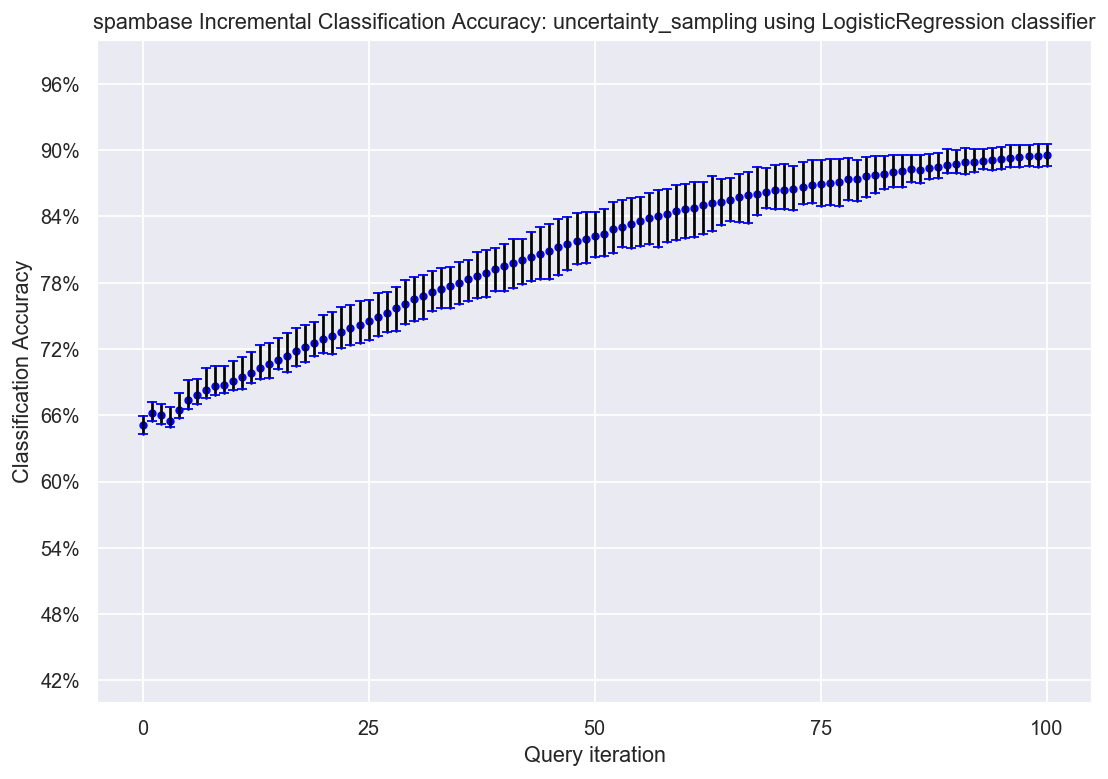 spambase Incremental Classification Accuracy: uncertainty_sampling using LogisticRegression classifier
96%
90%
84%
78%
72%
66%
60%
54%
48%
42%
Classification Accuracy
0 25 50 75 100
Query iteration